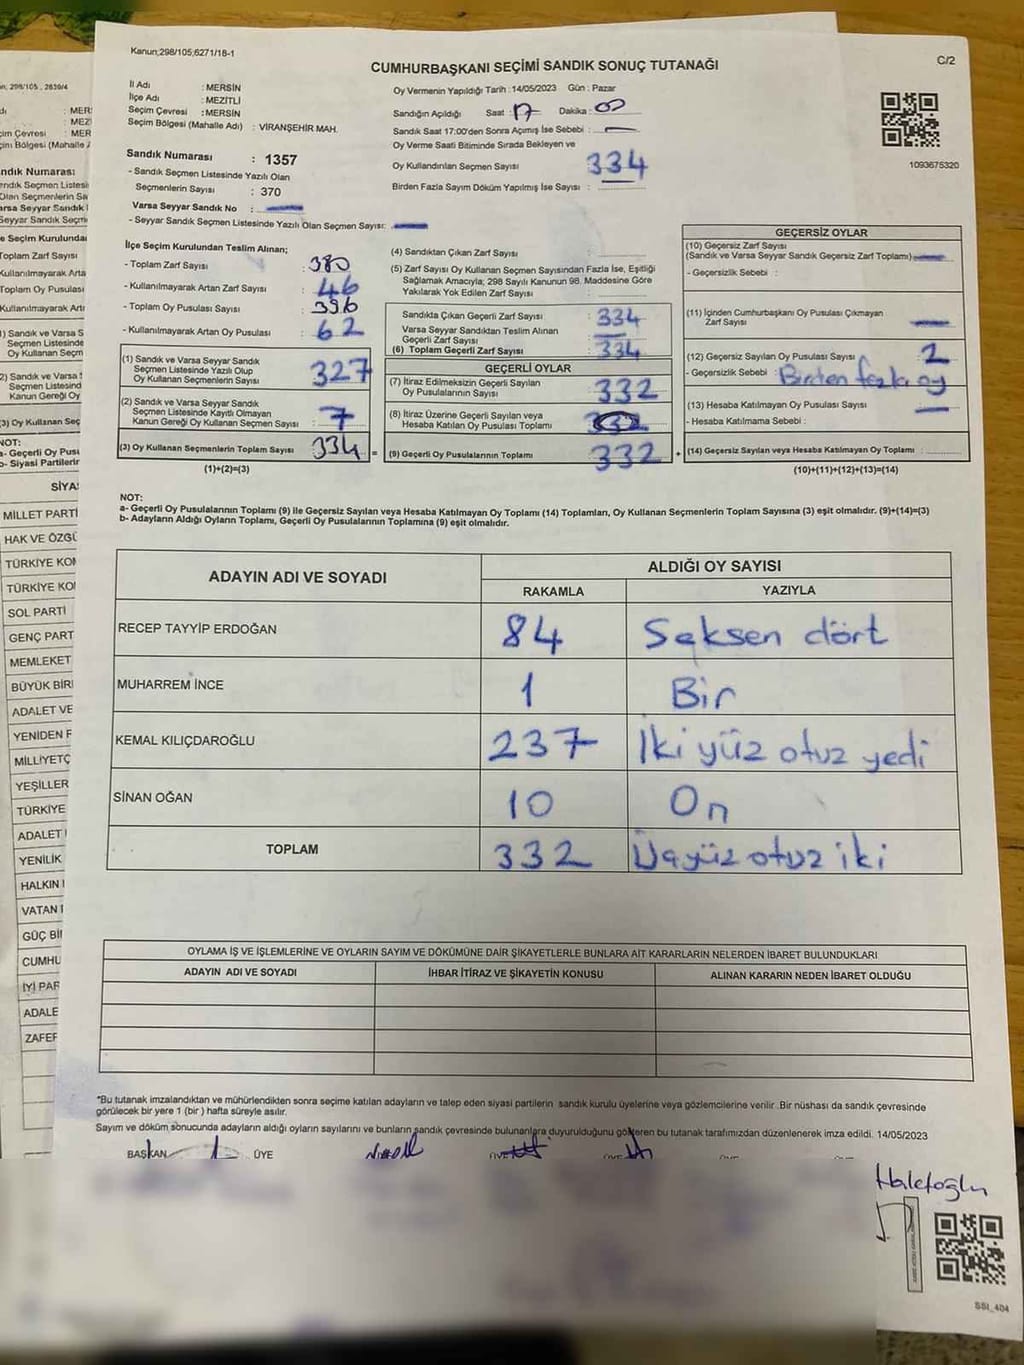 Kanun;298/105;6271/18-1
C/2
CUMHURBAŞKANI SEÇİMİ SANDIK SONUÇ TUTANAĞI
İl Adı : MERSİN
İlçe Adı : MEZİTLİ
Seçim Çevresi : MERSİN
Seçim Bölgesi (Mahalle Adı) : VİRANŞEHİR MAH.
Sandık Numarası : 1357
- Sandık Seçmen Listesinde Yazılı Olan
Seçmenlerin Sayısı : 370
Varsa Seyyar Sandık No :
- Seyyar Sandık Seçmen Listesinde Yazılı Olan Seçmen Sayısı:
Oy Vermenin Yapıldığı Tarih : 14/05/2023 Gün : Pazar
Sandığın Açıldığı Saat : 17 Dakika : 00
Sandık Saat 17:00'den Sonra Açılmış İse Sebebi :
Oy Verme Saati Bitiminde Sırada Bekleyen ve
Oy Kullandırılan Seçmen Sayısı : 334
Birden Fazla Sayım Döküm Yapılmış İse Sayısı :
1093675320
İlçe Seçim Kurulundan Teslim Alınan;
- Toplam Zarf Sayısı : 380
- Kullanılmayarak Artan Zarf Sayısı : 46
- Toplam Oy Pusulası Sayısı : 396
- Kullanılmayarak Artan Oy Pusulası : 62
(1) Sandık ve Varsa Seyyar Sandık
Seçmen Listesinde Yazılı Olup
Oy Kullanan Seçmenlerin Sayısı : 327
(2) Sandık ve Varsa Seyyar Sandık
Seçmen Listesinde Kayıtlı Olmayan
Kanun Gereği Oy Kullanan Seçmen Sayısı : 7
(3) Oy Kullanan Seçmenlerin Toplam Sayısı : 334 =
(1)+(2)=(3)
(4) Sandıktan Çıkan Zarf Sayısı :
(5) Zarf Sayısı Oy Kullanan Seçmen Sayısından Fazla İse, Eşitliği
Sağlamak Amacıyla; 298 Sayılı Kanunun 98. Maddesine Göre
Yakılarak Yok Edilen Zarf Sayısı :
Sandıkta Çıkan Geçerli Zarf Sayısı : 334
Varsa Seyyar Sandıktan Teslim Alınan
Geçerli Zarf Sayısı :
(6) Toplam Geçerli Zarf Sayısı : 334
GEÇERLİ OYLAR
(7) İtiraz Edilmeksizin Geçerli Sayılan
Oy Pusulalarının Sayısı : 332
(8) İtiraz Üzerine Geçerli Sayılan veya
Hesaba Katılan Oy Pusulası Toplamı :
(9) Geçerli Oy Pusulalarının Toplamı : 332 +
GEÇERSİZ OYLAR
(10) Geçersiz Zarf Sayısı
(Sandık ve Varsa Seyyar Sandık Geçersiz Zarf Toplamı)
- Geçersizlik Sebebi :
(11) İçinden Cumhurbaşkanı Oy Pusulası Çıkmayan
Zarf Sayısı :
(12) Geçersiz Sayılan Oy Pusulası Sayısı : 2
- Geçersizlik Sebebi : Birden fazla oy
(13) Hesaba Katılmayan Oy Pusulası Sayısı :
- Hesaba Katılmama Sebebi :
(14) Geçersiz Sayılan veya Hesaba Katılmayan Oy Toplamı :
(10)+(11)+(12)+(13)=(14)
NOT:
a- Geçerli Oy Pusulalarının Toplamı (9) ile Geçersiz Sayılan veya Hesaba Katılmayan Oy Toplamı (14) Toplamları, Oy Kullanan Seçmenlerin Toplam Sayısına (3) eşit olmalıdır. (9)+(14)=(3)
b- Adayların Aldığı Oyların Toplamı, Geçerli Oy Pusulalarının Toplamına (9) eşit olmalıdır.
ADAYIN ADI VE SOYADI
ALDIĞI OY SAYISI
RAKAMLA YAZIYLA
RECEP TAYYİP ERDOĞAN 84 Seksen dört
MUHARREM İNCE 1 Bir
KEMAL KILIÇDAROĞLU 237 İki yüz otuz yedi
SİNAN OĞAN 10 On
TOPLAM 332 Üçyüz otuz iki
OYLAMA İŞ VE İŞLEMLERİNE VE OYLARIN SAYIM VE DÖKÜMÜNE DAİR ŞİKAYETLERLE BUNLARA AİT KARARLARIN NELERDEN İBARET BULUNDUKLARI
ADAYIN ADI VE SOYADI İHBAR İTİRAZ VE ŞİKAYETİN KONUSU ALINAN KARARIN NEDEN İBARET OLDUĞU
*Bu tutanak imzalandıktan ve mühürlendikten sonra seçime katılan adayların ve talep eden siyasi partilerin sandık kurulu üyelerine veya gözlemcilerine verilir .Bir nüshası da sandık çevresinde
görülecek bir yere 1 (bir ) hafta süreyle asılır.
Sayım ve döküm sonucunda adayların aldığı oyların sayılarını ve bunların sandık çevresinde bulunanlara duyurulduğunu gösteren bu tutanak tarafımızdan düzenlenerek imza edildi. 14/05/2023
BAŞKAN ÜYE
Haletoğlu
SSI_404
MİLLET PARTİ
HAK VE ÖZGÜ
TÜRKİYE KOM
TÜRKİYE KO
SOL PARTİ
GENÇ PART
MEMLEKET
BÜYÜK BİR
ADALET VE
YENİDEN F
MİLLİYETÇ
YEŞİLLER
TÜRKİYE
ADALET
YENİLİK
HALKIN
VATAN
GÜÇ Bİ
CUMHU
İYİ PAR
ADALE
ZAFER